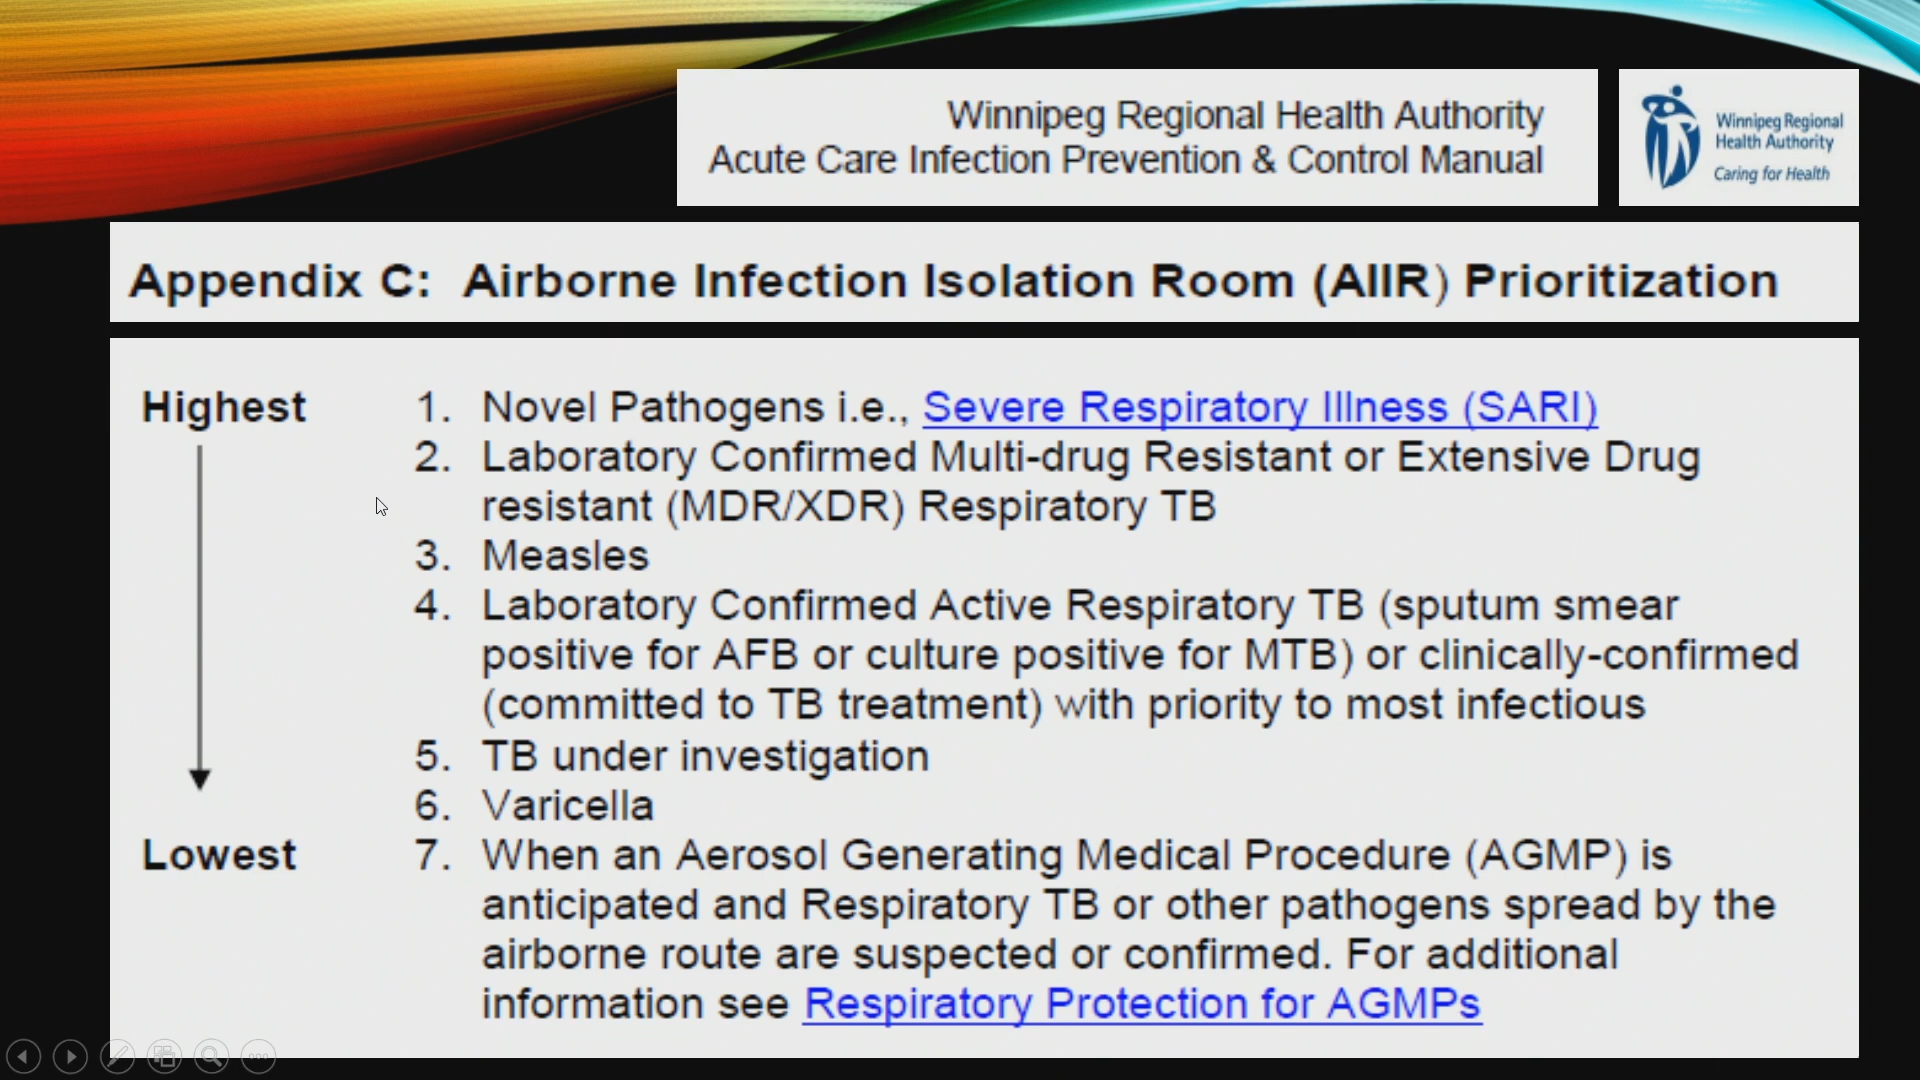 Winnipeg Regional Health Authority
Acute Care Infection Prevention & Control Manual
Winnipeg Regional
Health Authority
Caring for Health
Appendix C: Airborne Infection Isolation Room (AIIR) Prioritization
Highest
1. Novel Pathogens i.e., Severe Respiratory Illness (SARI)
2. Laboratory Confirmed Multi-drug Resistant or Extensive Drug
resistant (MDR/XDR) Respiratory TB
3. Measles
4. Laboratory Confirmed Active Respiratory TB (sputum smear
positive for AFB or culture positive for MTB) or clinically-confirmed
(committed to TB treatment) with priority to most infectious
5. TB under investigation
6. Varicella
Lowest
7. When an Aerosol Generating Medical Procedure (AGMP) is
anticipated and Respiratory TB or other pathogens spread by the
airborne route are suspected or confirmed. For additional
information see Respiratory Protection for AGMPs